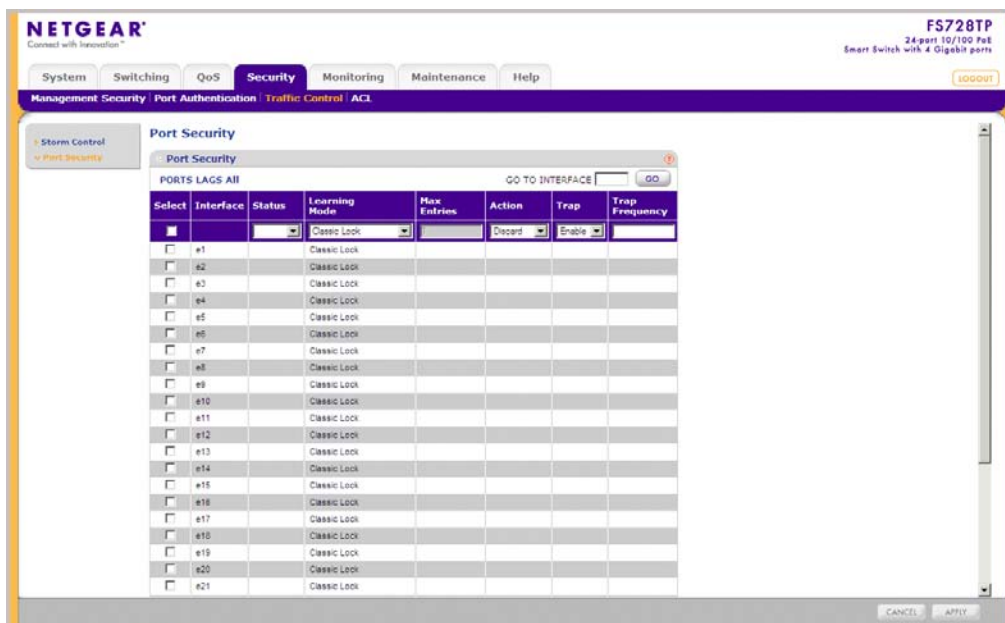 NETGEAR®
Connect with Innovation™
FS728TP
24-port 10/100 PoE
Smart Switch with 4 Gigabit ports
System Switching QoS Security Monitoring Maintenance Help
LOGOUT
Management Security Port Authentication Traffic Control ACL
Storm Control
Port Security
Port Security
Port Security
PORTS LAGS All GO TO INTERFACE GO
Select Interface Status Learning Mode Max Entries Action Trap Trap Frequency
Classic Lock Discard Enable
e1 Classic Lock
e2 Classic Lock
e3 Classic Lock
e4 Classic Lock
e5 Classic Lock
e6 Classic Lock
e7 Classic Lock
e8 Classic Lock
e9 Classic Lock
e10 Classic Lock
e11 Classic Lock
e12 Classic Lock
e13 Classic Lock
e14 Classic Lock
e15 Classic Lock
e16 Classic Lock
e17 Classic Lock
e18 Classic Lock
e19 Classic Lock
e20 Classic Lock
e21 Classic Lock
CANCEL APPLY